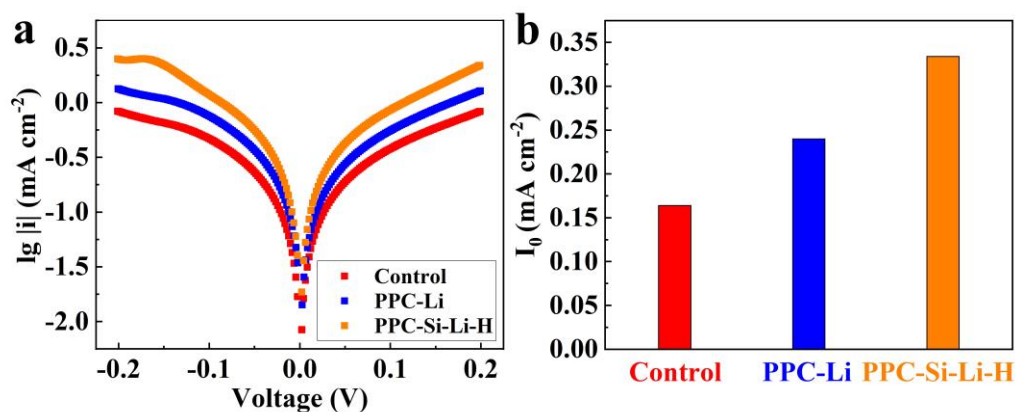 a
lg |i| (mA cm-2)
0.5
0.0
-0.5
-1.0
-1.5
-2.0
Control
PPC-Li
PPC-Si-Li-H
-0.2 -0.1 0.0 0.1 0.2
Voltage (V)
b
I0 (mA cm-2)
0.35
0.30
0.25
0.20
0.15
0.10
0.05
0.00
Control PPC-Li PPC-Si-Li-H